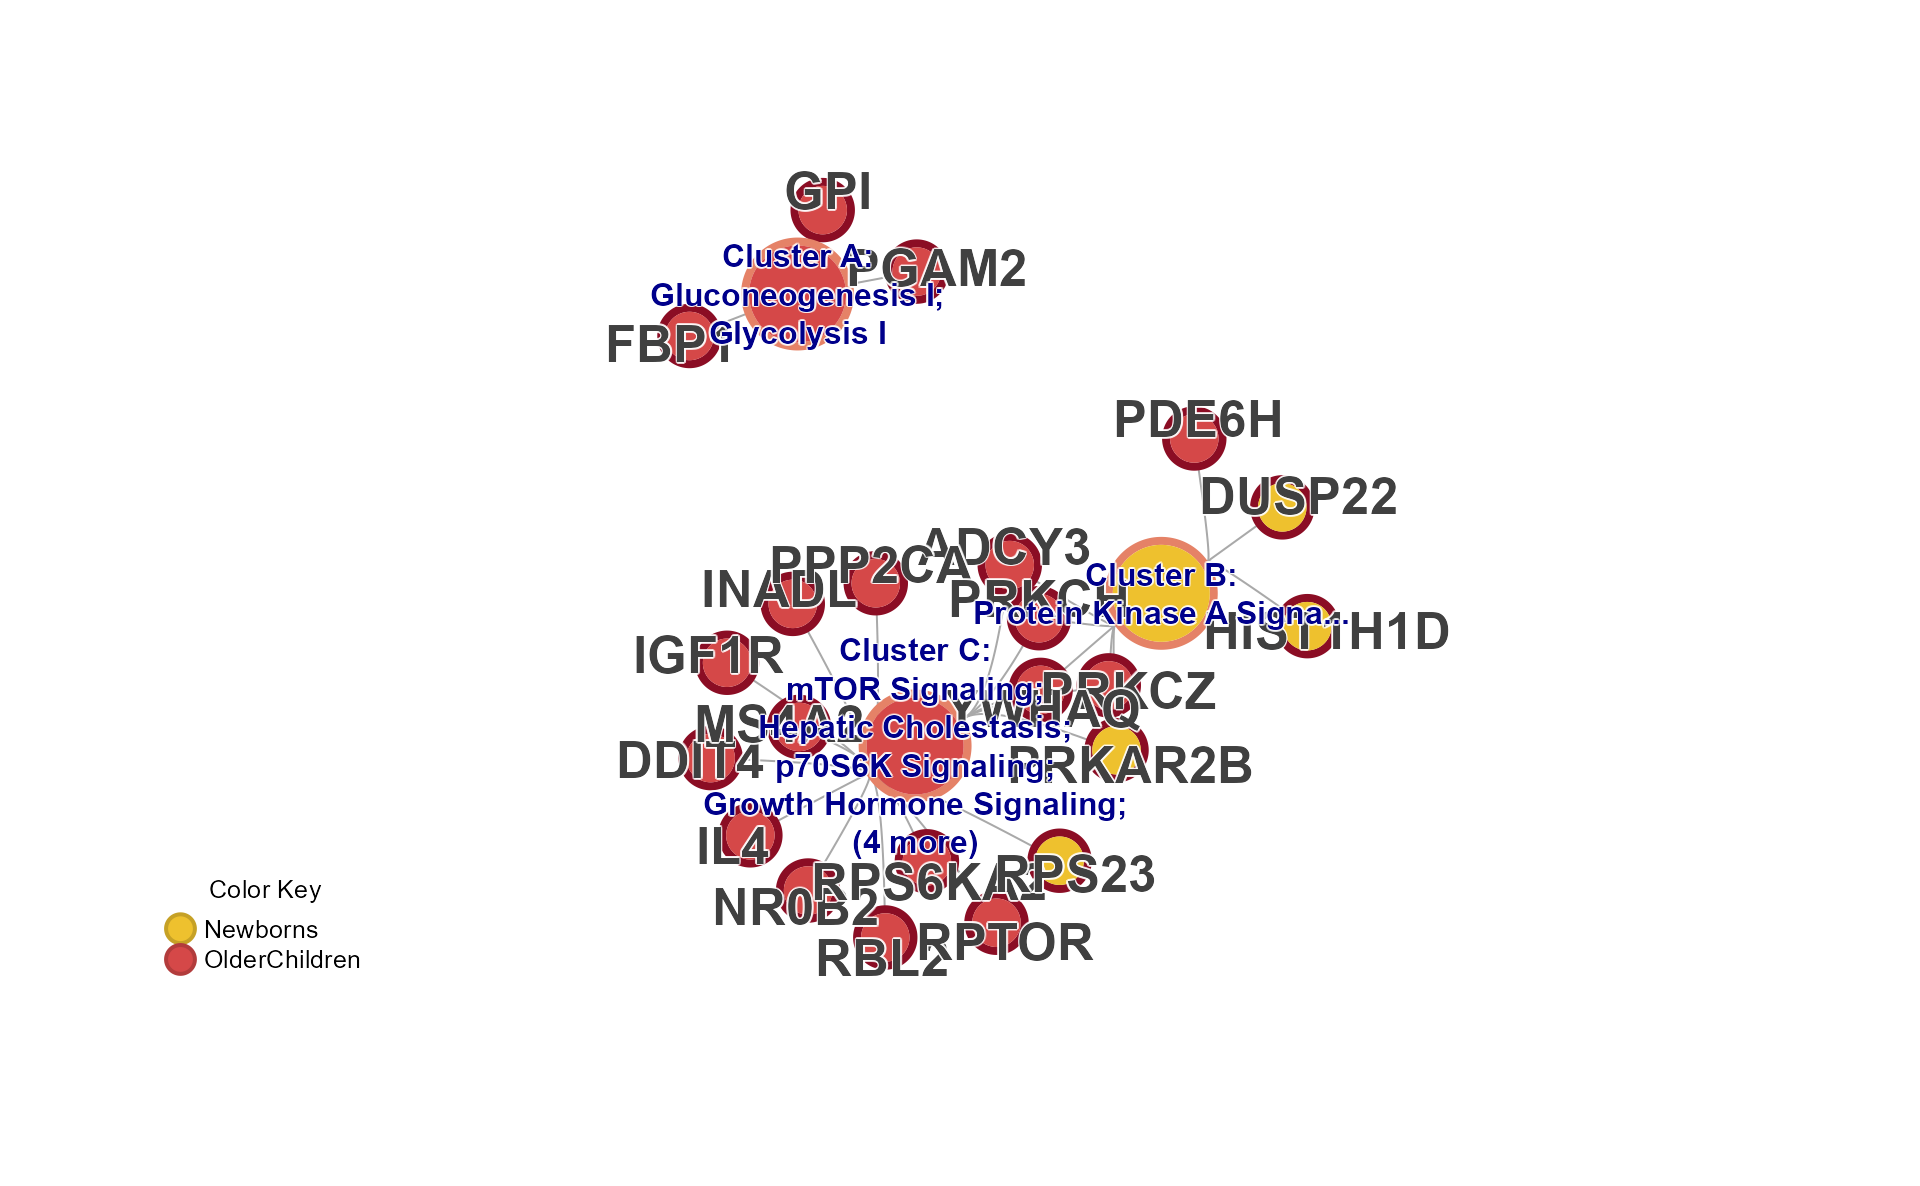 GPI
Cluster A:
PGAM2
Gluconeogenesis I;
Glycolysis I
FBP1
PDE6H
DUSP22
ADCY3
PPP2CA
Cluster B:
INADL
PRKCH
Protein Kinase A Signa...
HIST1H1D
Cluster C:
IGF1R
mTOR Signaling;
PRKCZ
YWHAQ
MS4A2
Hepatic Cholestasis;
DDIT4
p70S6K Signaling;
PRKAR2B
Growth Hormone Signaling;
(4 more)
IL4
RPS23
NR0B2
RBL2
RPTOR
Color Key
Newborns
OlderChildren